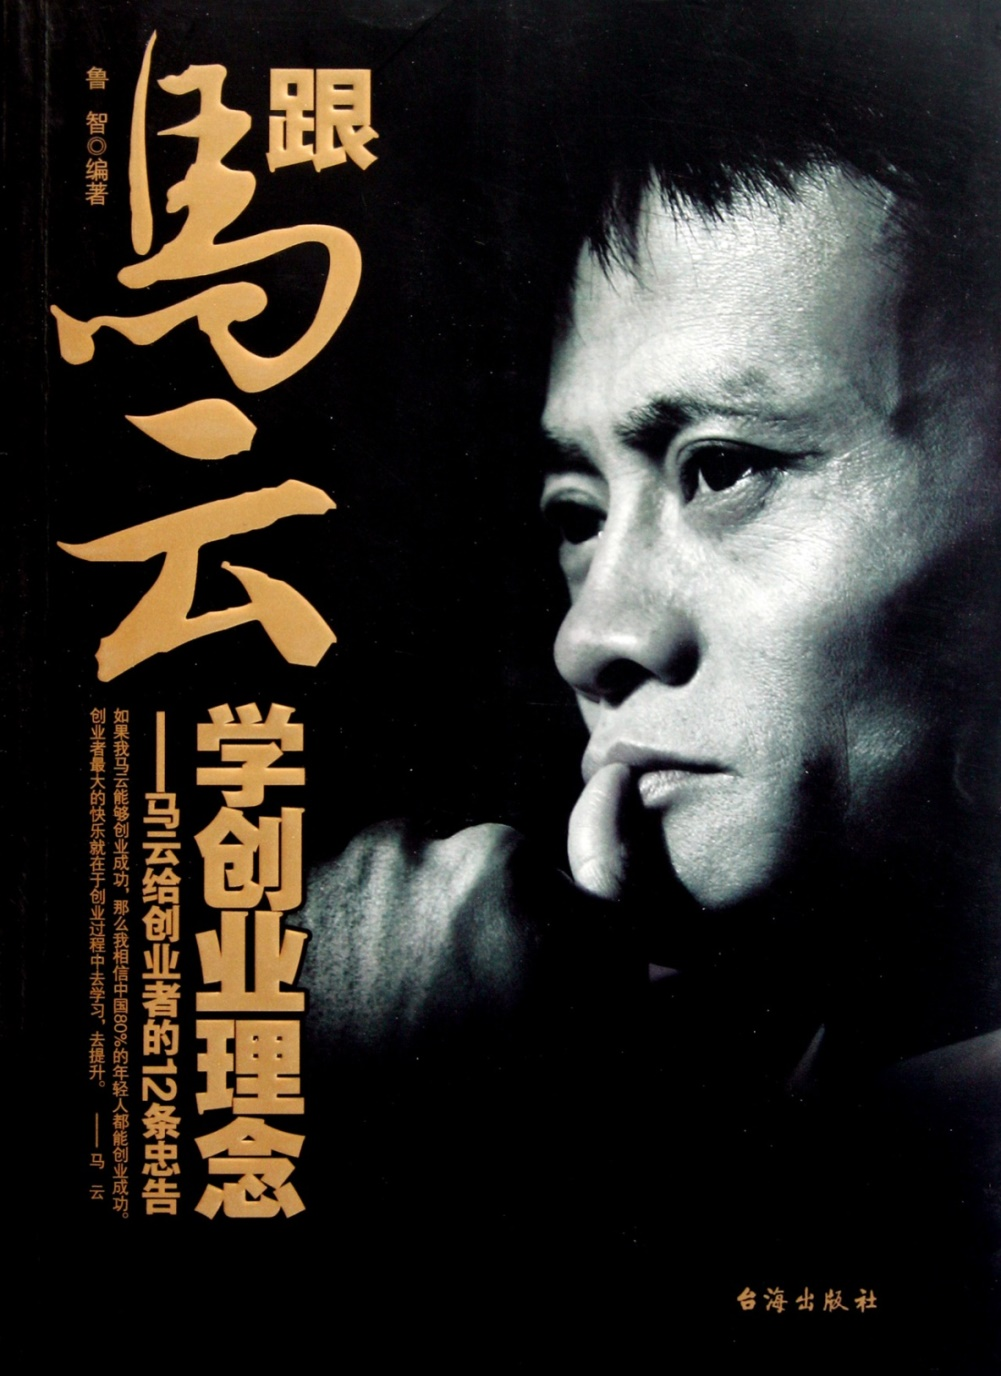 跟
馬云
学创业理念
——马云给创业者的12条忠告
如果我马云能够创业成功，那么我相信中国80%的年轻人都能创业成功。
创业者最大的快乐就在于创业过程中去学习，去提升。 ——马 云
鲁 智◎编著
台海出版社